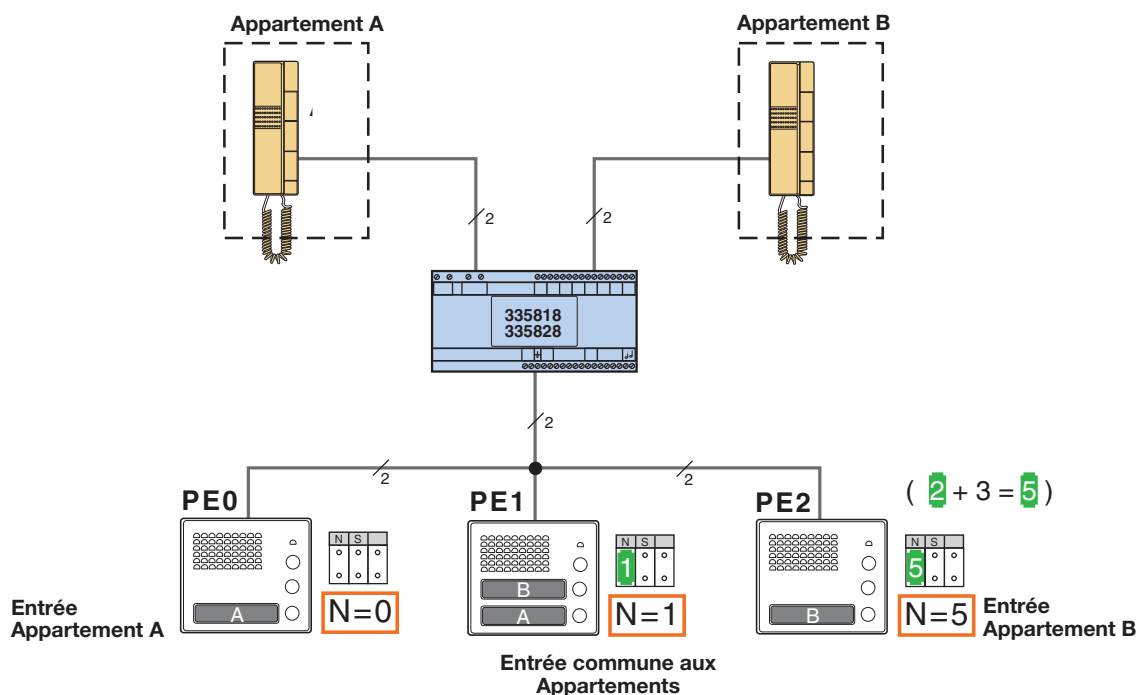 Appartement A
Appartement B
2
2
335818
335828
2
2
2
PE0
PE1
PE2
( 2 + 3 = 5 )
N S
N S
N S
1
5
A
B
A
B
N=0
N=1
N=5
Entrée
Appartement A
Entrée
Appartement B
Entrée commune aux
Appartements